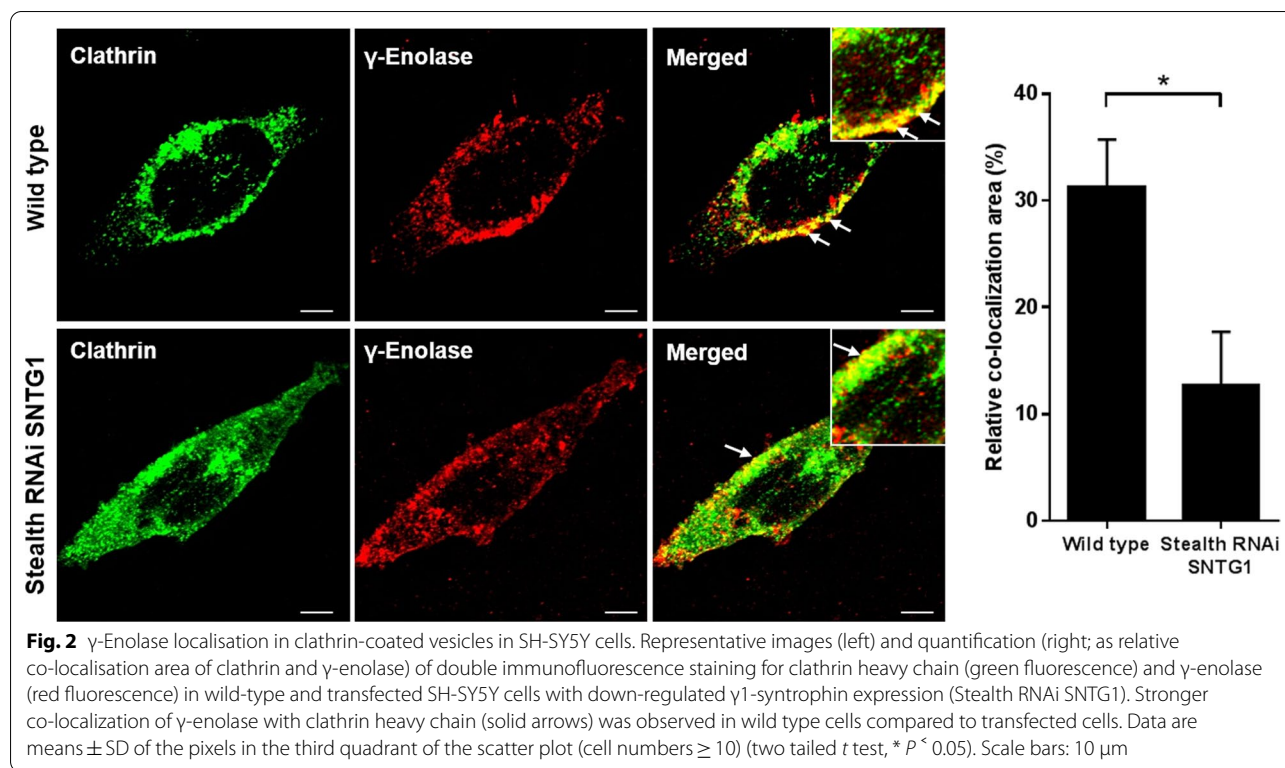 Clathrin
γ-Enolase
Merged
Wild type
Clathrin
γ-Enolase
Merged
Stealth RNAi SNTG1
*
40
30
20
10
0
Relative co-localization area (%)
Wild type
Stealth RNAi
SNTG1
Fig. 2 γ-Enolase localisation in clathrin-coated vesicles in SH-SY5Y cells. Representative images (left) and quantification (right; as relative
co-localisation area of clathrin and γ-enolase) of double immunofluorescence staining for clathrin heavy chain (green fluorescence) and γ-enolase
(red fluorescence) in wild-type and transfected SH-SY5Y cells with down-regulated γ1-syntrophin expression (Stealth RNAi SNTG1). Stronger
co-localization of γ-enolase with clathrin heavy chain (solid arrows) was observed in wild type cells compared to transfected cells. Data are
means ± SD of the pixels in the third quadrant of the scatter plot (cell numbers ≥ 10) (two tailed t test, * P < 0.05). Scale bars: 10 µm